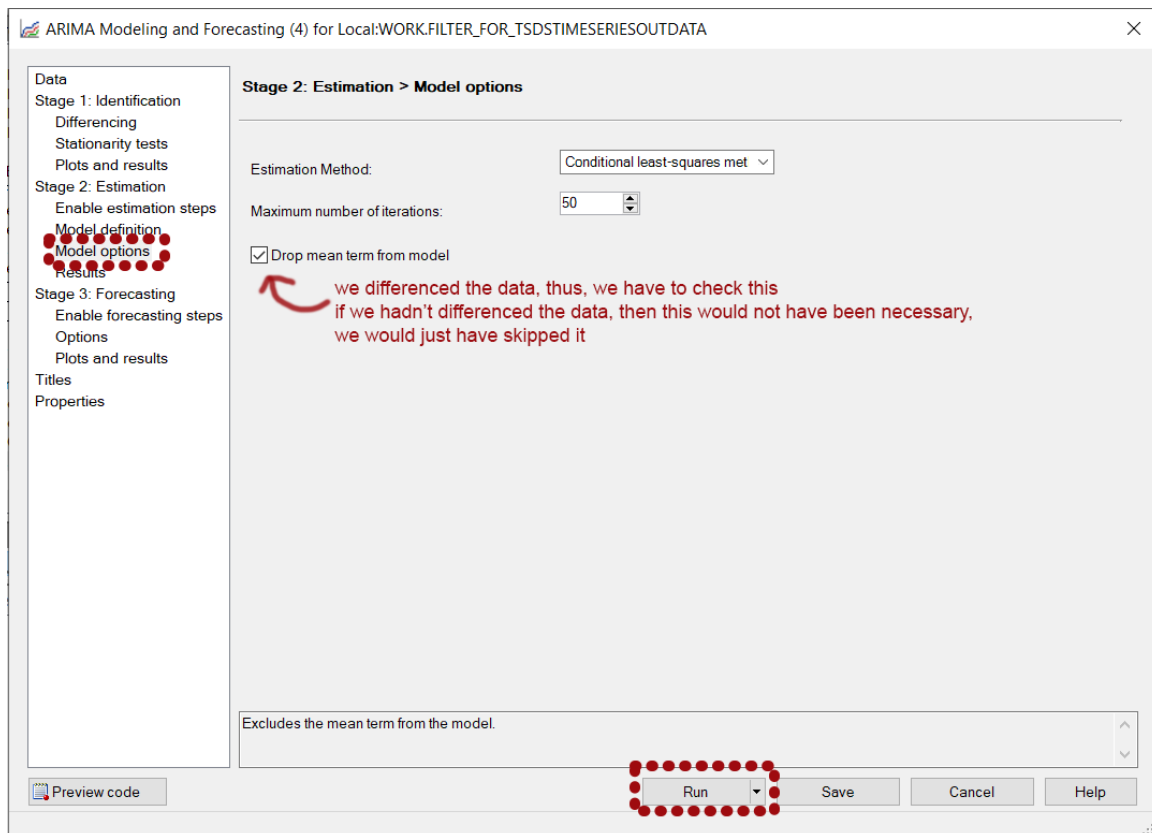 ARIMA Modeling and Forecasting (4) for Local:WORK.FILTER_FOR_TSDSTIMESERIESOUTDATA
Data
Stage 1: Identification
Differencing
Stationarity tests
Plots and results
Stage 2: Estimation
Enable estimation steps
Model definition
Model options
Results
Stage 3: Forecasting
Enable forecasting steps
Options
Plots and results
Titles
Properties
Stage 2: Estimation > Model options
Estimation Method:
Conditional least-squares met
Maximum number of iterations:
50
Drop mean term from model
we differenced the data, thus, we have to check this
if we hadn't differenced the data, then this would not have been necessary,
we would just have skipped it
Excludes the mean term from the model.
Preview code
Run
Save
Cancel
Help